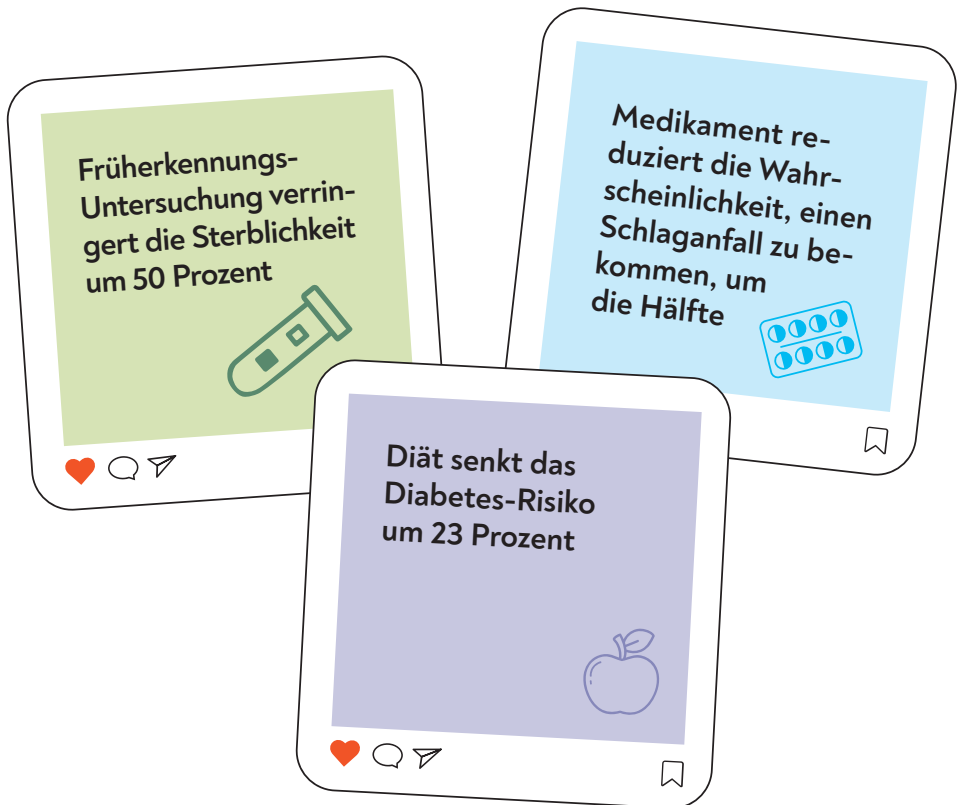 Früherkennungs-
Untersuchung verrin-
gert die Sterblichkeit
um 50 Prozent
Medikament re-
duziert die Wahr-
scheinlichkeit, einen
Schlaganfall zu be-
kommen, um
die Hälfte
Diät senkt das
Diabetes-Risiko
um 23 Prozent